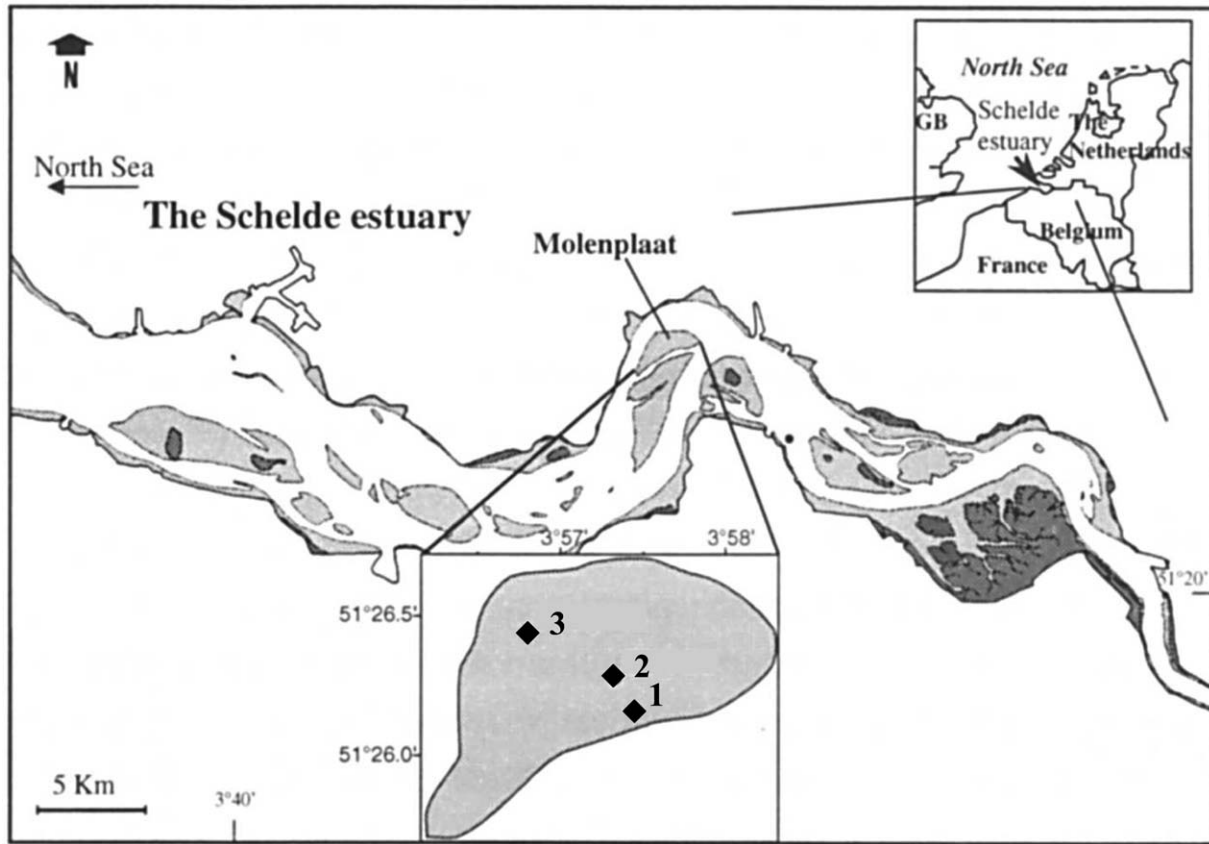 N
North Sea
The Schelde estuary
Molenplaat
North Sea
Schelde
estuary
GB
The
Netherlands
Belgium
France
3°57'
3°58'
51°26.5'
51°26.0'
3
2
1
5 Km
3°40'
51°20'